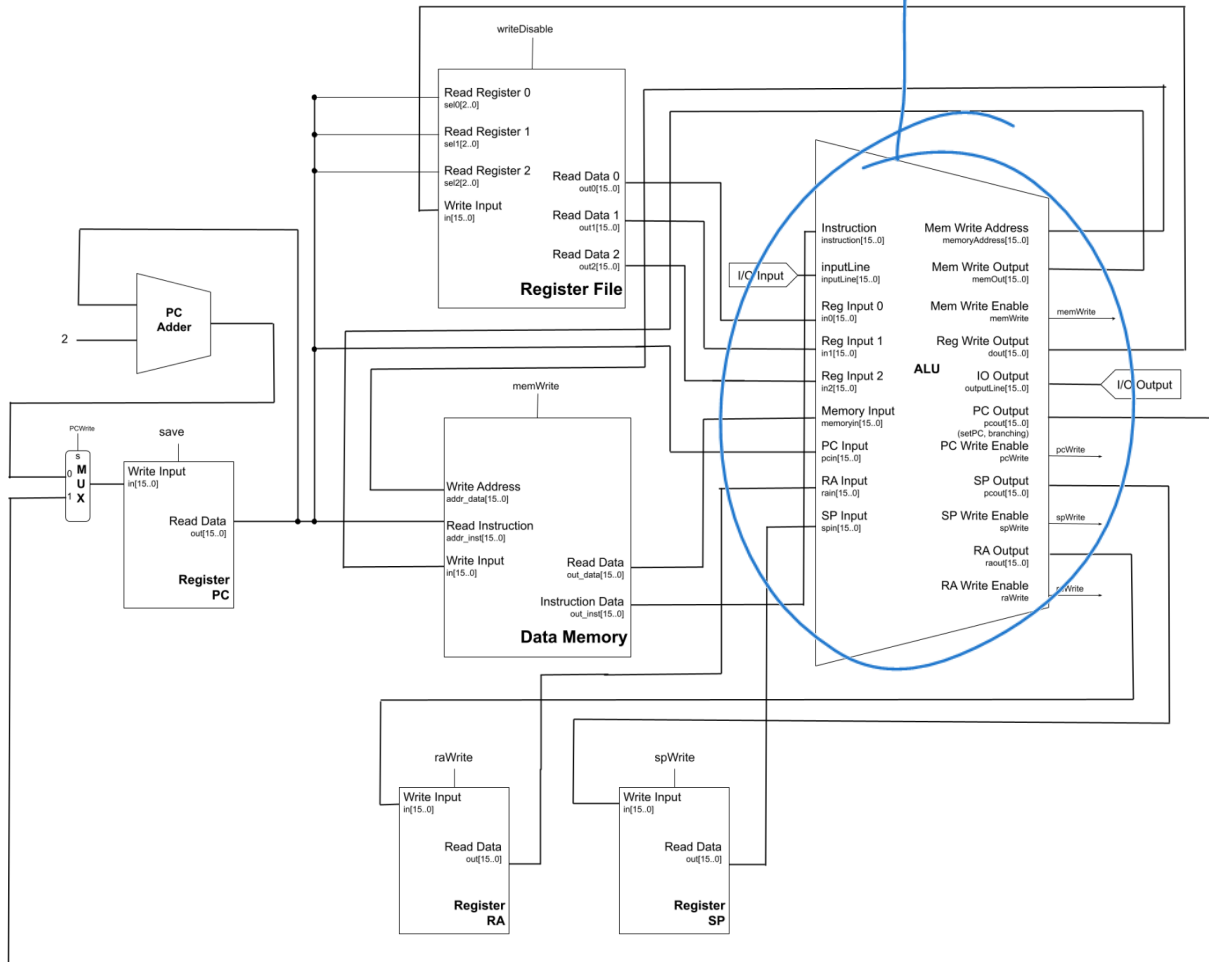 writeDisable
Read Register 0
sel0[2..0]
Read Register 1
sel1[2..0]
Read Register 2
sel2[2..0]
Write Input
in[15..0]
Read Data 0
out0[15..0]
Read Data 1
out1[15..0]
Read Data 2
out2[15..0]
Register File
PC
Adder
2
PCWrite
s
0
1
M
U
X
save
Write Input
in[15..0]
Read Data
out[15..0]
Register
PC
memWrite
Write Address
addr_data[15..0]
Read Instruction
addr_inst[15..0]
Write Input
in[15..0]
Read Data
out_data[15..0]
Instruction Data
out_inst[15..0]
Data Memory
I/O Input
Instruction
instruction[15..0]
inputLine
inputLine[15..0]
Reg Input 0
in0[15..0]
Reg Input 1
in1[15..0]
Reg Input 2
in2[15..0]
Memory Input
memoryin[15..0]
PC Input
pcin[15..0]
RA Input
rain[15..0]
SP Input
spin[15..0]
ALU
Mem Write Address
memoryAddress[15..0]
Mem Write Output
memOut[15..0]
Mem Write Enable
memWrite
memWrite
Reg Write Output
dout[15..0]
IO Output
outputLine[15..0]
I/O Output
PC Output
pcout[15..0]
(setPC, branching)
PC Write Enable
pcWrite
pcWrite
SP Output
pcout[15..0]
SP Write Enable
spWrite
spWrite
RA Output
raout[15..0]
RA Write Enable
raWrite
raWrite
raWrite
Write Input
in[15..0]
Read Data
out[15..0]
Register
RA
spWrite
Write Input
in[15..0]
Read Data
out[15..0]
Register
SP